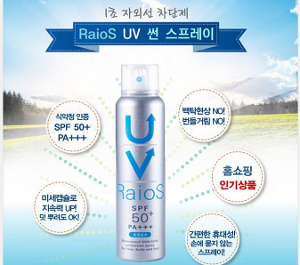 1초 자외선 차단제
RaioS UV 썬 스프레이
식약청 인증
SPF 50+
PA+++
백탁현상 NO!
번들거림 NO!
홈쇼핑
인기상품
미세캡슐로
지속력 UP!
덧 뿌려도 OK!
간편한 휴대성!
손에 묻지 않는
스프레이!
UV
RaioS
SPF
50+
PA+++